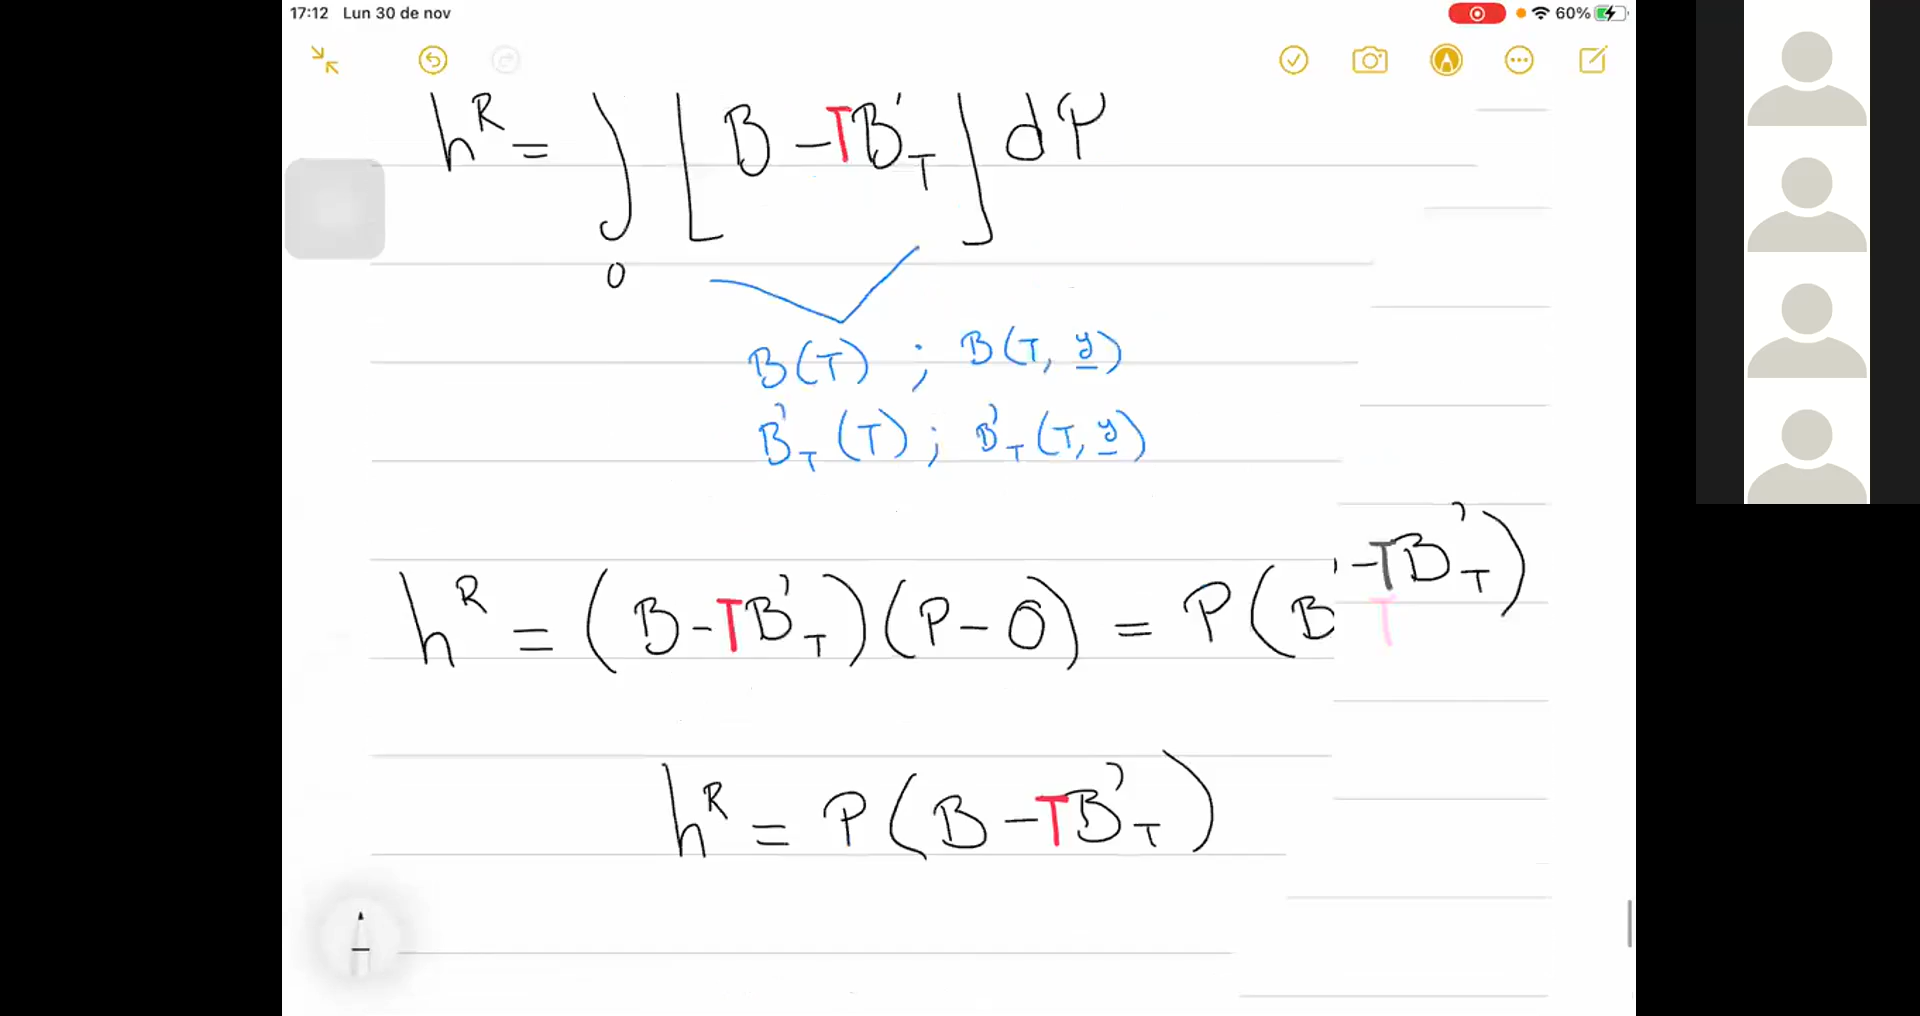 17:12 Lun 30 de nov 60%
h^R = ∫_0 [B - TB'_T] dP
B(T) ; B(T, y)
B'_T (T) ; B'_T (T, y)
h^R = (B - TB'_T)(P - 0) = P(B - TB'_T)
T
h^R = P(B - TB'_T)